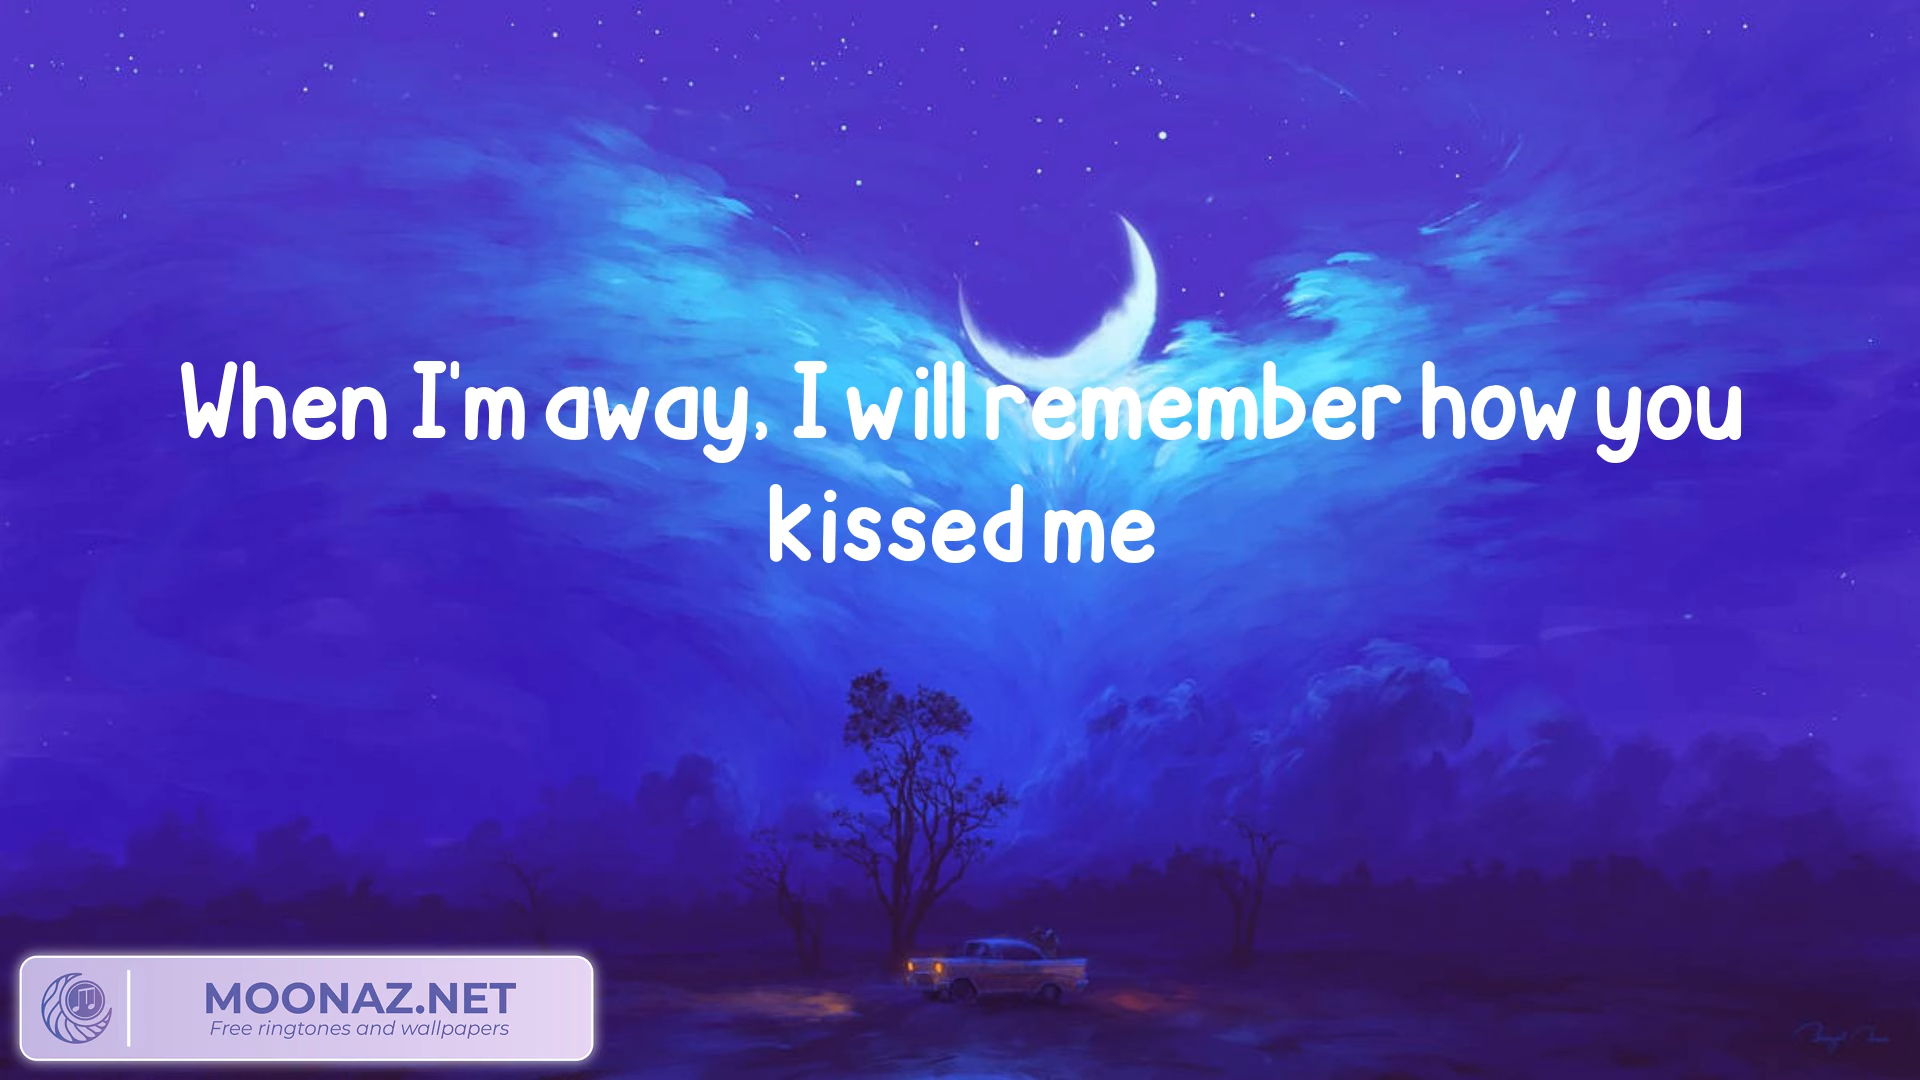 When I'm away, I will remember how you
kissed me
MOONAZ.NET
Free ringtones and wallpapers